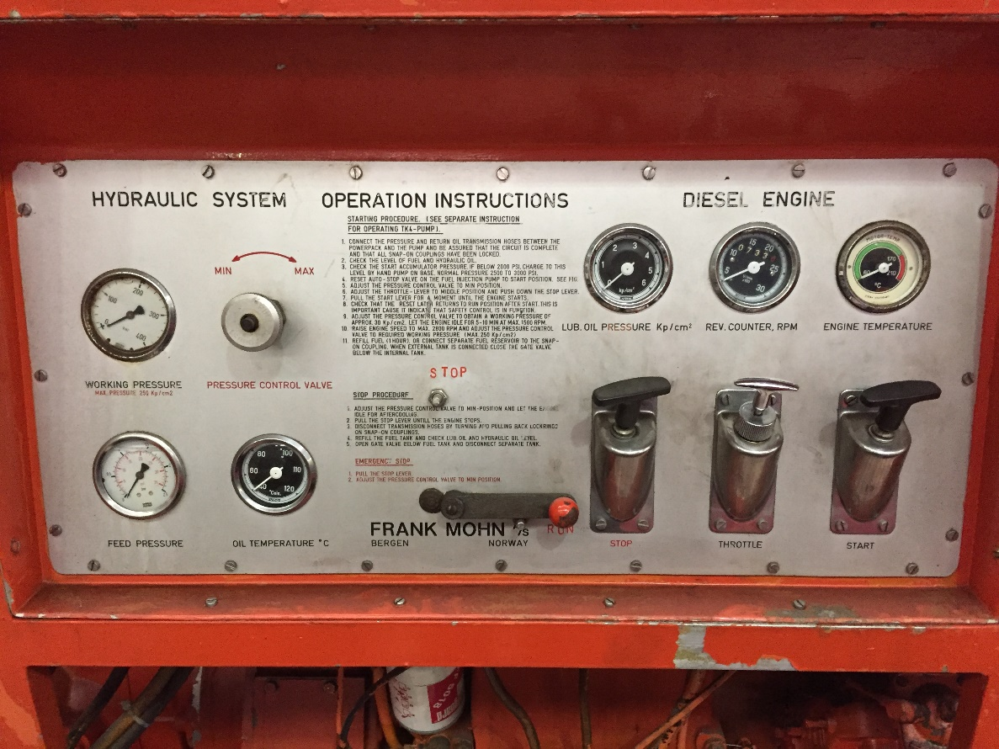 HYDRAULIC SYSTEM
OPERATION INSTRUCTIONS
DIESEL ENGINE
STARTING PROCEDURE. (SEE SEPARATE INSTRUCTION
FOR OPERATING TK4-PUMP).
1. CONNECT THE PRESSURE AND RETURN OIL TRANSMISSION HOSES BETWEEN THE
POWERPACK AND THE PUMP AND BE ASSURED THAT THE CIRCUIT IS COMPLETE
AND THAT ALL SNAP-ON COUPLINGS HAVE BEEN LOCKED.
2. CHECK THE LEVEL OF FUEL AND HYDRAULIC OIL.
3. CHECK THE START ACCUMULATOR PRESSURE. IF BELOW 2000 PSI, CHARGE TO THIS
LEVEL BY HAND PUMP ON BASE. NORMAL PRESSURE 2500 TO 3000 PSI.
4. RESET AUTO-STOP VALVE ON THE FUEL INJECTION PUMP TO START POSITION. SEE FIG.
5. ADJUST THE PRESSURE CONTROL VALVE TO MIN POSITION.
6. ADJUST THE THROTTLE-LEVER TO MIDDLE POSITION AND PUSH DOWN THE STOP LEVER.
7. PULL THE START LEVER FOR A MOMENT UNTIL THE ENGINE STARTS.
8. CHECK THAT THE RESET LATCH RETURNS TO RUN POSITION AFTER START. THIS IS
IMPORTANT CAUSE IT INDICATE THAT SAFETY CONTROL IS IN FUNCTION.
9. ADJUST THE PRESSURE CONTROL VALVE TO OBTAIN A WORKING PRESSURE OF
APPROX. 30 Kp/cm2. LET THE ENGINE IDLE FOR 5-10 MIN AT MAX. 1500 RPM.
10. RAISE ENGINE SPEED TO MAX. 2800 RPM AND ADJUST THE PRESSURE CONTROL
VALVE TO REQUIRED WORKING PRESSURE (MAX. 250 Kp/cm2)
11. REFILL FUEL (1 HOUR). OR CONNECT SEPARATE FUEL RESERVOIR TO THE SNAP-
ON COUPLING. WHEN EXTERNAL TANK IS CONNECTED CLOSE THE GATE VALVE
BELOW THE INTERNAL TANK.
MIN MAX
0 100 200 300 400
WORKING PRESSURE
MAX. PRESSURE 250 Kp/cm2
PRESSURE CONTROL VALVE
0 1 2 3 4 5 6
kp/cm²
LUB. OIL PRESSURE Kp/cm²
0 5 10 15 20 25 30
REV. COUNTER, RPM
MOTOR-TEMP
60 170 210
°C
ENGINE TEMPERATURE
STOP
STOP PROCEDURE
1. ADJUST THE PRESSURE CONTROL VALVE TO MIN-POSITION AND LET THE ENGINE
IDLE FOR AFTERCOOLING.
2. PULL THE STOP LEVER UNTILL THE ENGINE STOPS.
3. DISCONNECT TRANSMISSION HOSES BY TURNING AND PULLING BACK LOCKRINGS
ON SNAP-ON COUPLINGS.
4. REFILL THE FUEL TANK AND CHECK LUB. OIL AND HYDRAULIC OIL LEVEL.
5. OPEN GATE VALVE BELOW FUEL TANK AND DISCONNECT SEPARATE TANK.
EMERGENCY STOP
1. PULL THE STOP LEVER.
2. ADJUST THE PRESSURE CONTROL VALVE TO MIN POSITION.
FEED PRESSURE
40 60 80 100 110 120
°Cels.
OIL TEMPERATURE °C
FRANK MOHN A/S
BERGEN NORWAY
RUN
STOP
THROTTLE
START